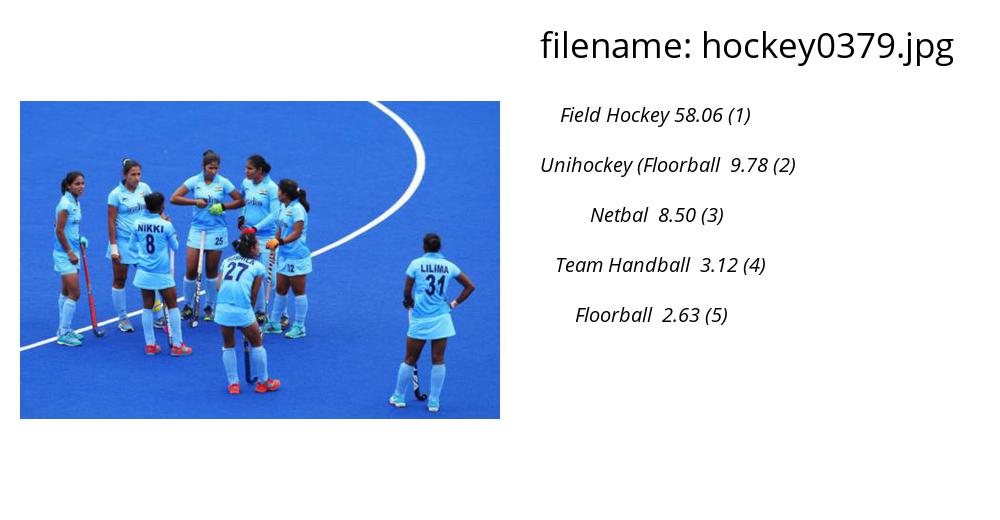 filename: hockey0379.jpg
Field Hockey 58.06 (1)
Unihockey (Floorball 9.78 (2)
Netbal 8.50 (3)
Team Handball 3.12 (4)
Floorball 2.63 (5)
NIKKI
8
25
27
12
LILIMA
31